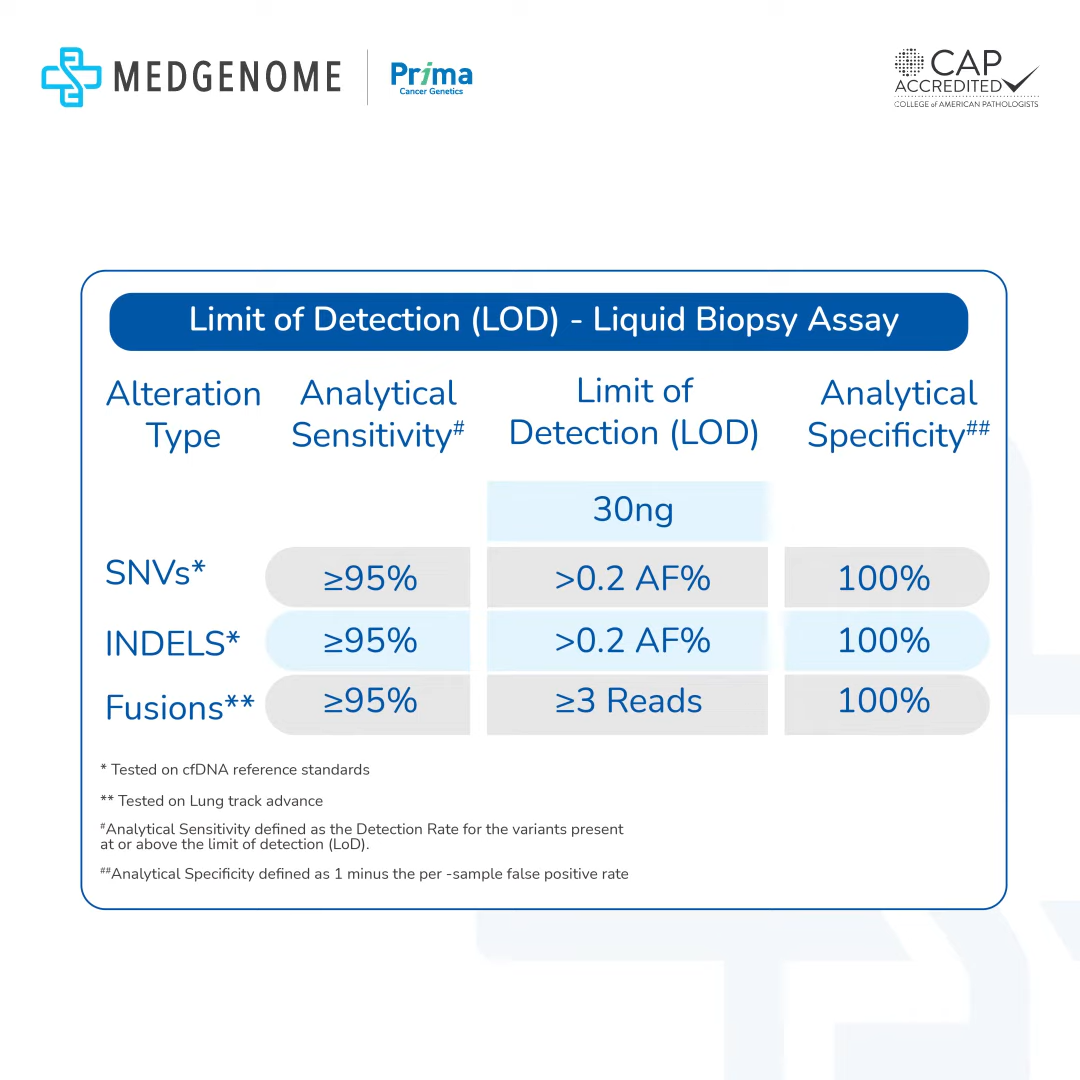 MEDGENOME
Prima
Cancer Genetics
CAP
ACCREDITED
COLLEGE of AMERICAN PATHOLOGISTS
Limit of Detection (LOD) - Liquid Biopsy Assay
Alteration Type
Analytical Sensitivity#
Limit of Detection (LOD)
Analytical Specificity##
30ng
SNVs* ≥95% >0.2 AF% 100%
INDELS* ≥95% >0.2 AF% 100%
Fusions** ≥95% ≥3 Reads 100%
* Tested on cfDNA reference standards
** Tested on Lung track advance
#Analytical Sensitivity defined as the Detection Rate for the variants present
at or above the limit of detection (LoD).
##Analytical Specificity defined as 1 minus the per -sample false positive rate